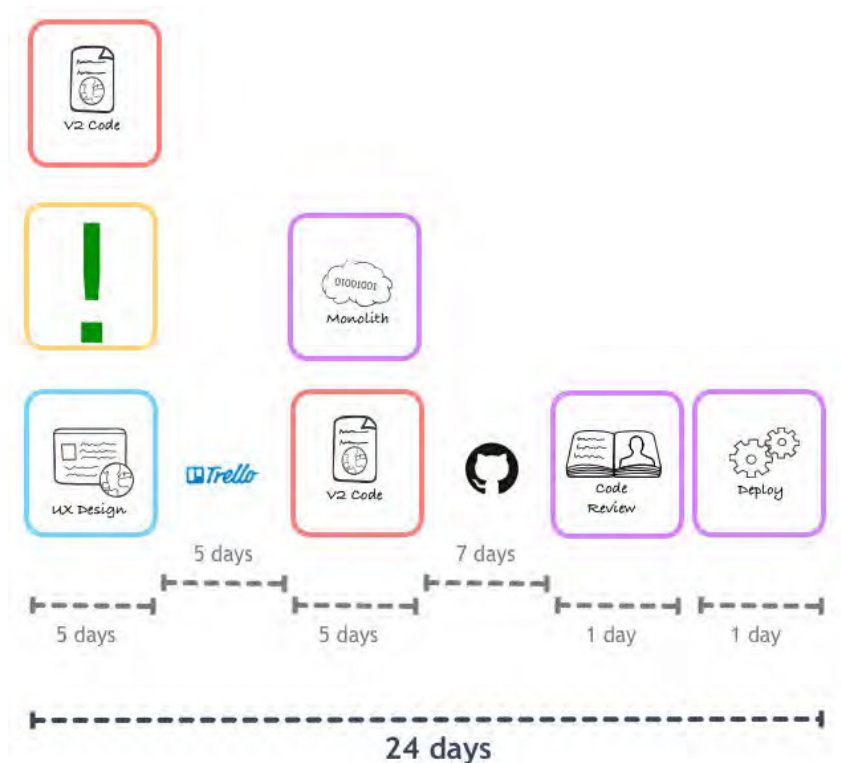 V2 Code
!
01001001
Monolith
UX Design
Trello
V2 Code
Code
Review
Deploy
5 days
7 days
5 days
5 days
1 day
1 day
24 days